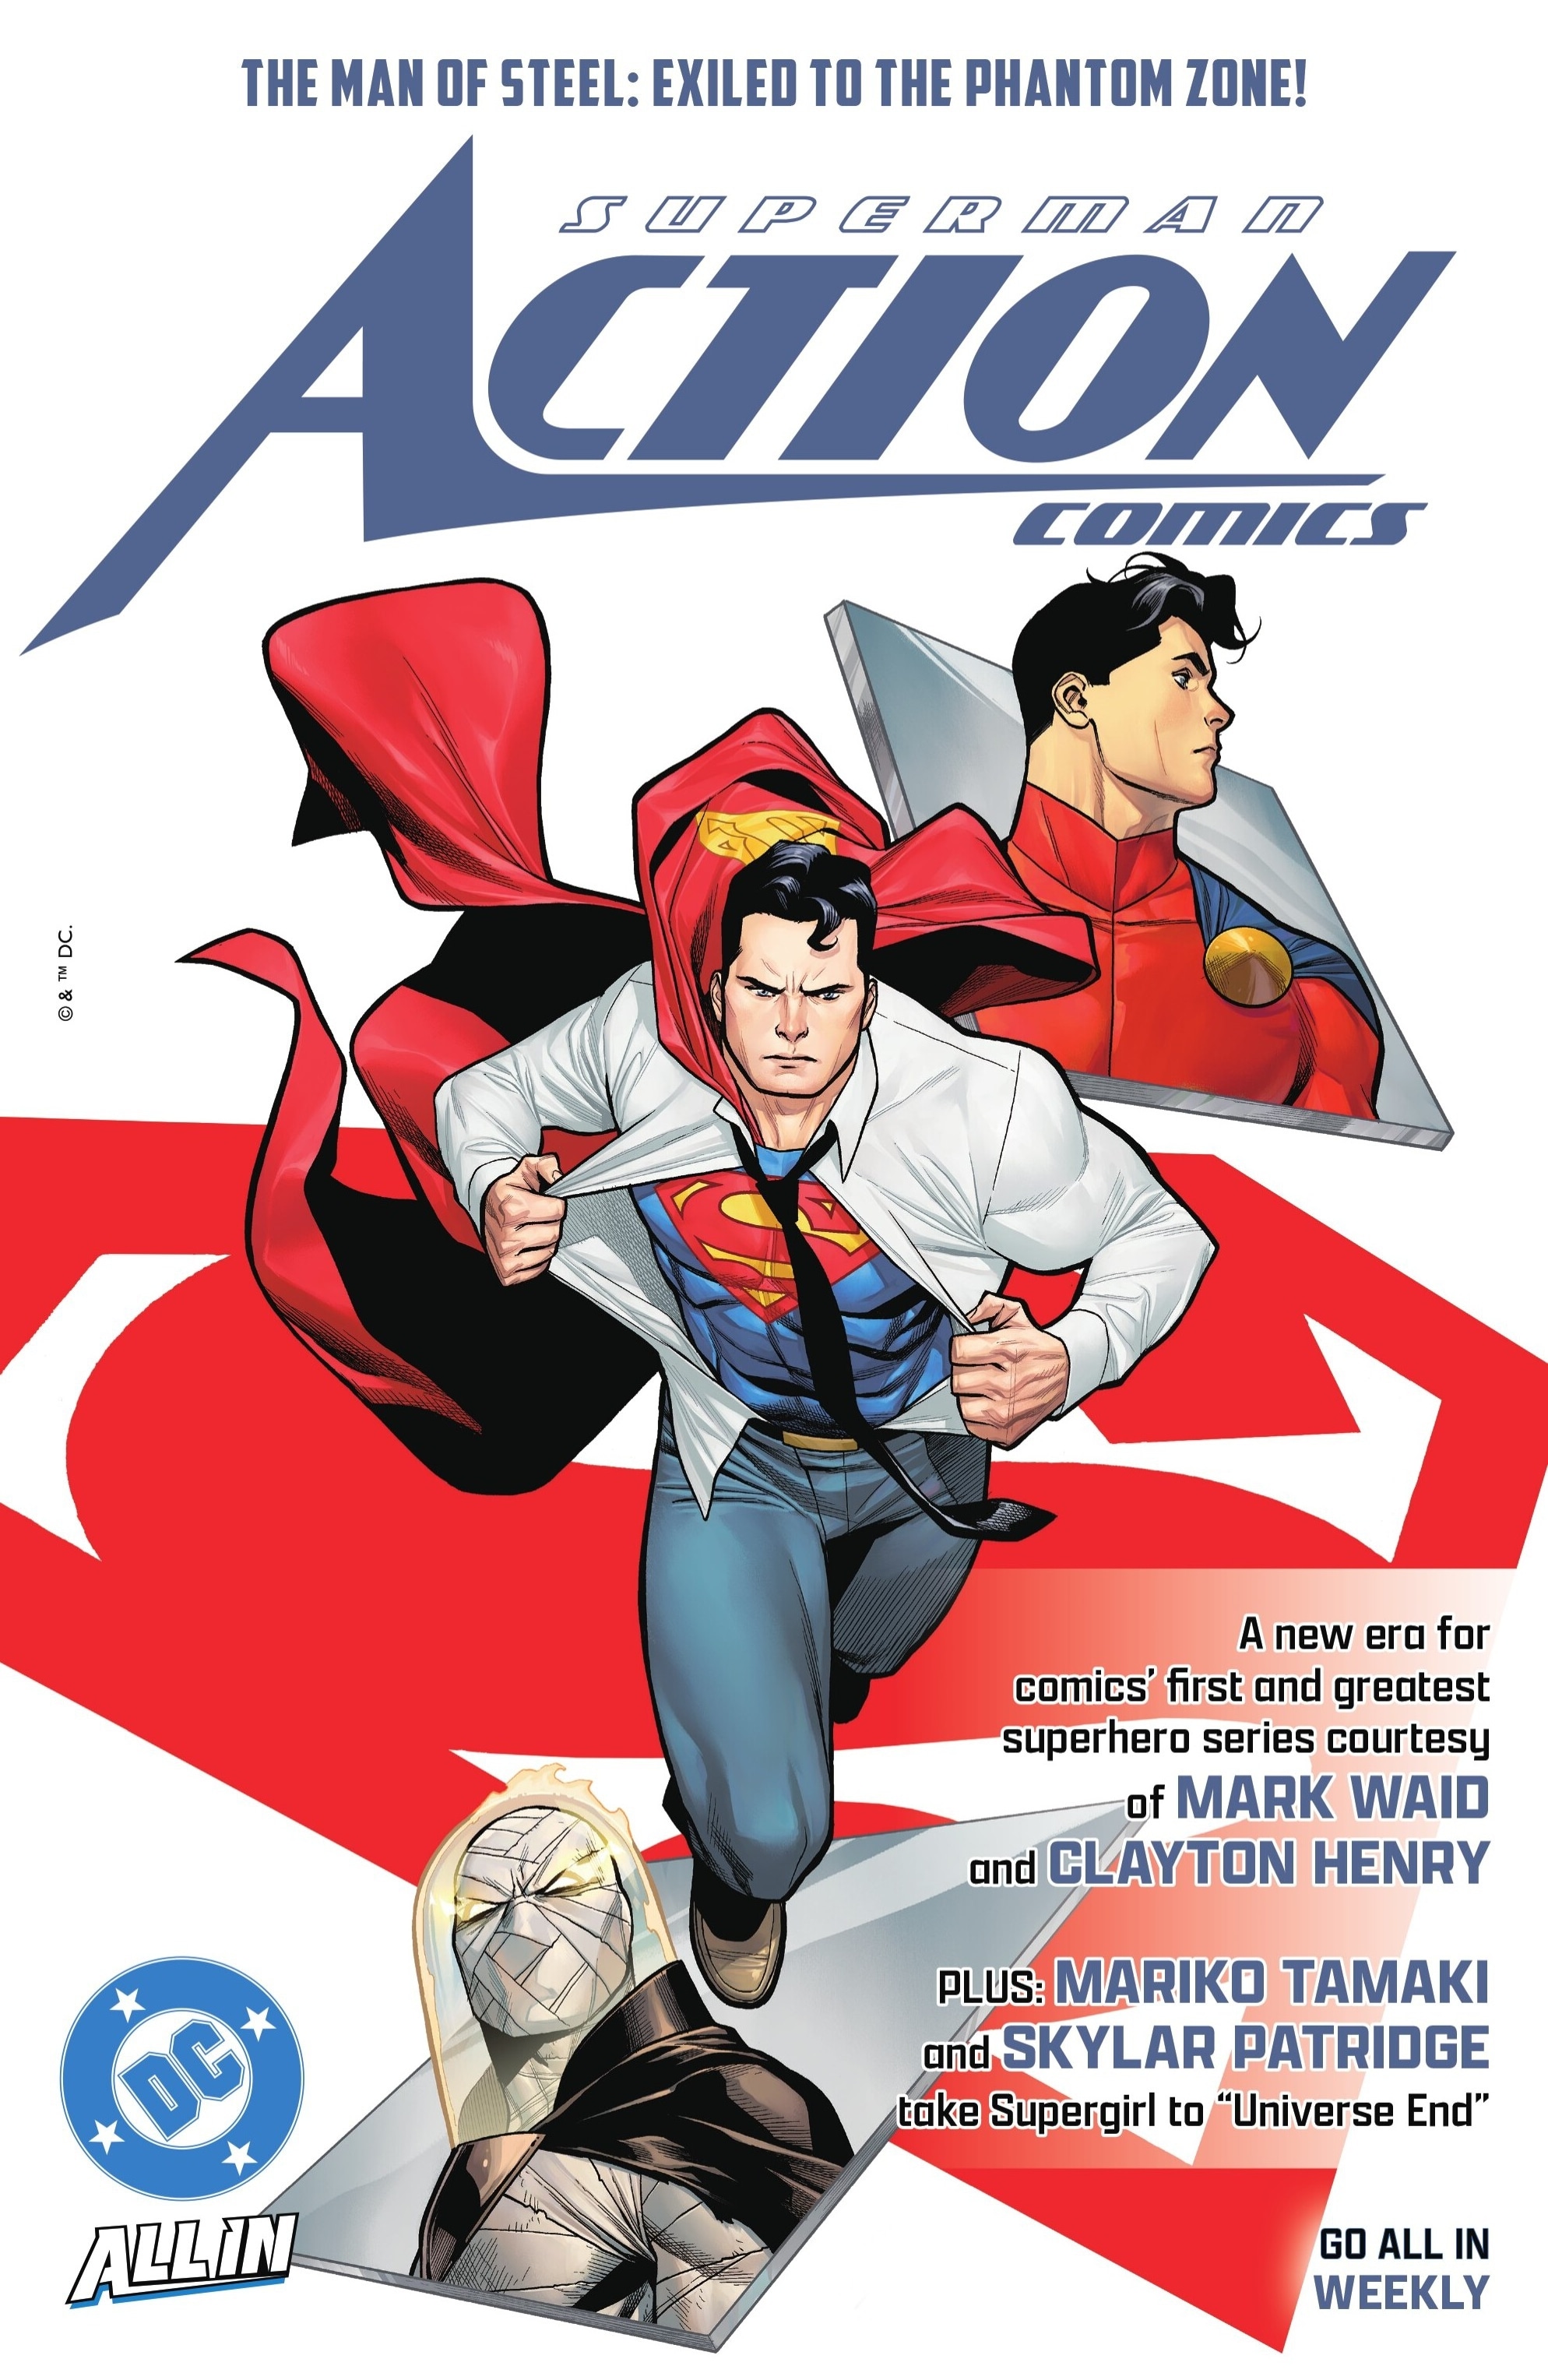 THE MAN OF STEEL: EXILED TO THE PHANTOM ZONE!
SUPERMAN
ACTION
COMICS
© & ™ DC.
S
A new era for
comics’ first and greatest
superhero series courtesy
of MARK WAID
and CLAYTON HENRY
PLUS: MARIKO TAMAKI
and SKYLAR PATRIDGE
take Supergirl to “Universe End”
DC
ALL IN
GO ALL IN
WEEKLY